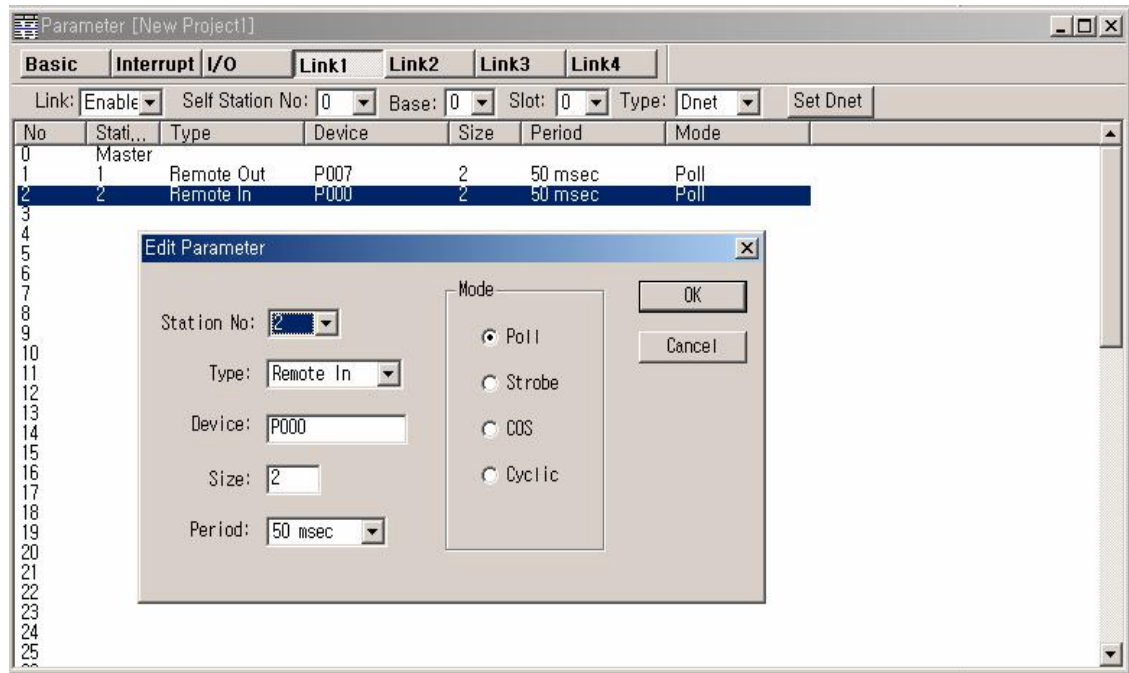 Parameter [New Project1]
Basic Interrupt I/O Link1 Link2 Link3 Link4
Link: Enable Self Station No: 0 Base: 0 Slot: 0 Type: Dnet Set Dnet
No Stati... Type Device Size Period Mode
0 Master
1 1 Remote Out P007 2 50 msec Poll
2 2 Remote In P000 2 50 msec Poll
3
4
5
6
7
8
9
10
11
12
13
14
15
16
17
18
19
20
21
22
23
24
25
Edit Parameter
Station No: 2
Type: Remote In
Device: P000
Size: 2
Period: 50 msec
Mode
Poll
Strobe
COS
Cyclic
OK
Cancel